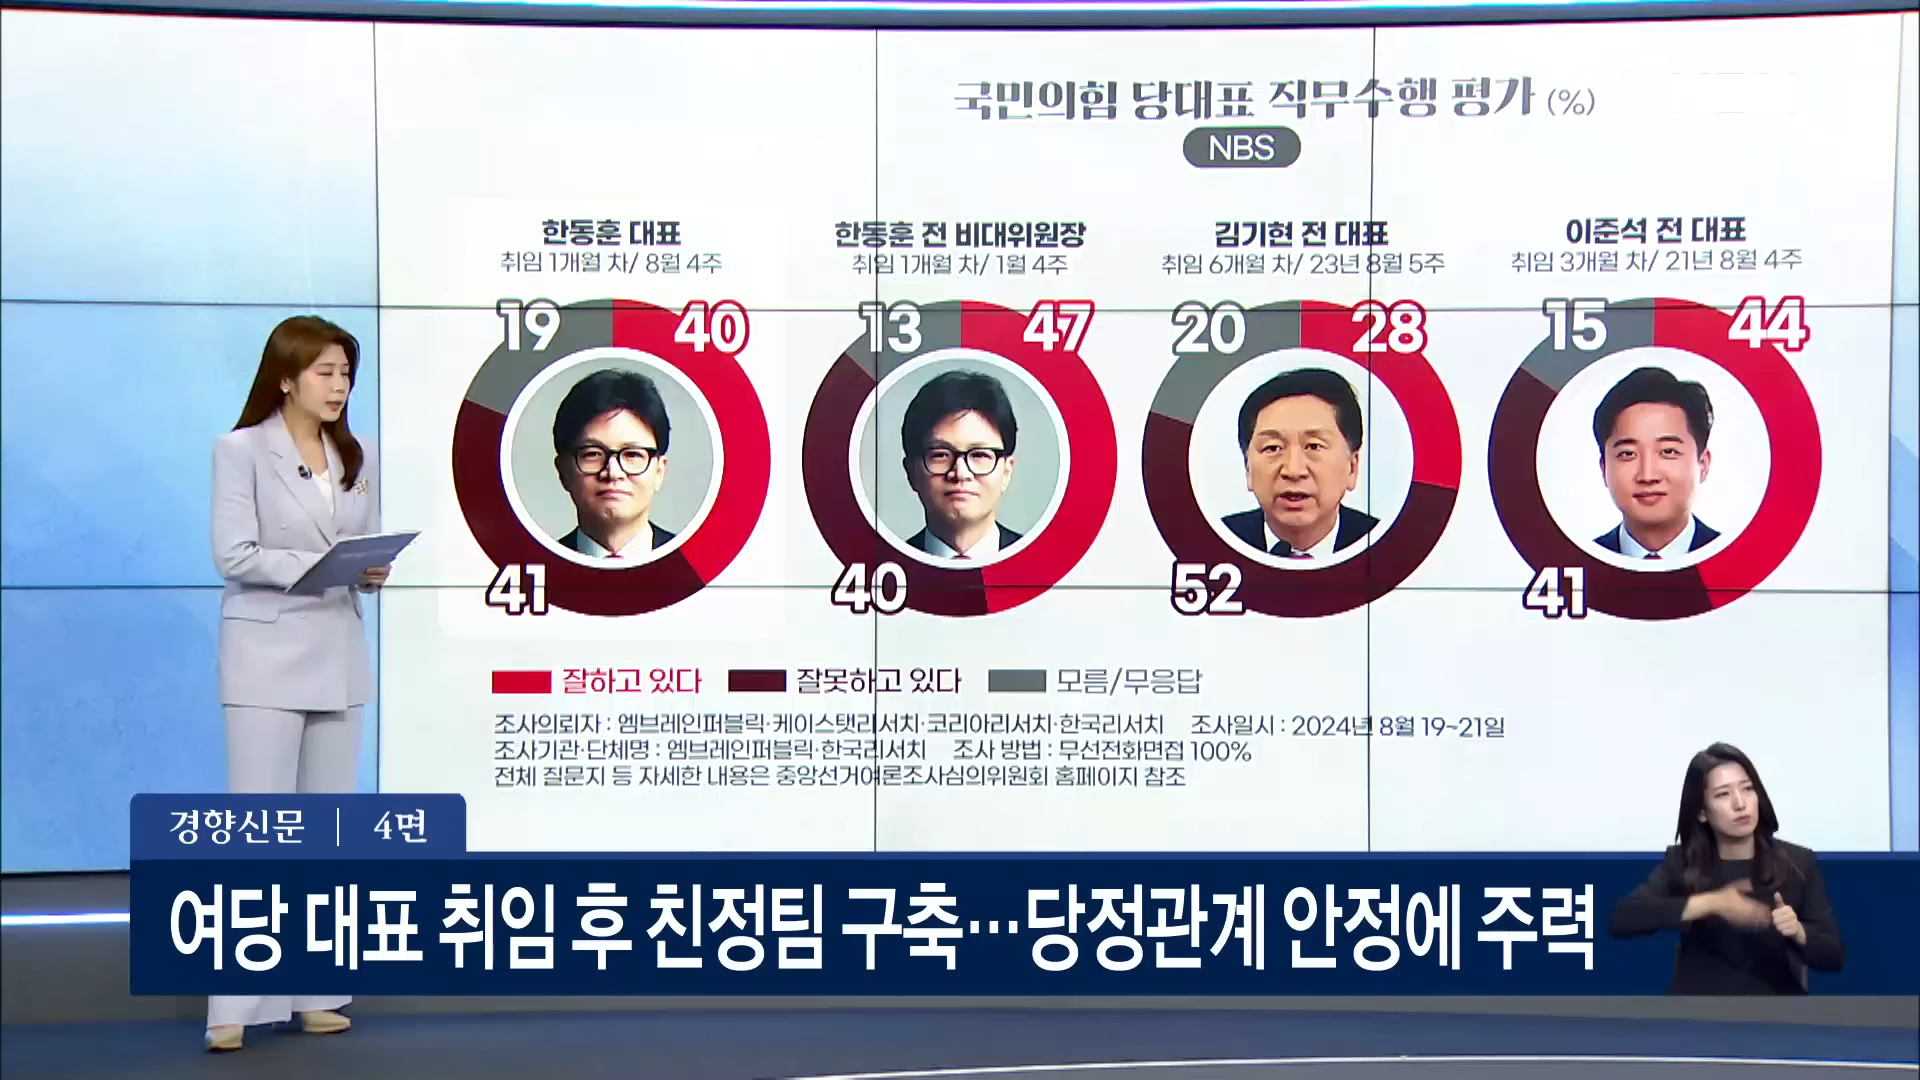 국민의힘 당대표 직무수행 평가 (%)
NBS
한동훈 대표
취임 1개월 차/ 8월 4주
19
40
41
한동훈 전 비대위원장
취임 1개월 차/ 1월 4주
13
47
40
김기현 전 대표
취임 6개월 차/ 23년 8월 5주
20
28
52
이준석 전 대표
취임 3개월 차/ 21년 8월 4주
15
44
41
잘하고 있다 잘못하고 있다 모름/무응답
조사의뢰자 : 엠브레인퍼블릭·케이스탯리서치·코리아리서치·한국리서치 조사일시 : 2024년 8월 19~21일
조사기관·단체명 : 엠브레인퍼블릭·한국리서치 조사 방법 : 무선전화면접 100%
전체 질문지 등 자세한 내용은 중앙선거여론조사심의위원회 홈페이지 참조
경향신문 | 4면
여당 대표 취임 후 친정팀 구축…당정관계 안정에 주력